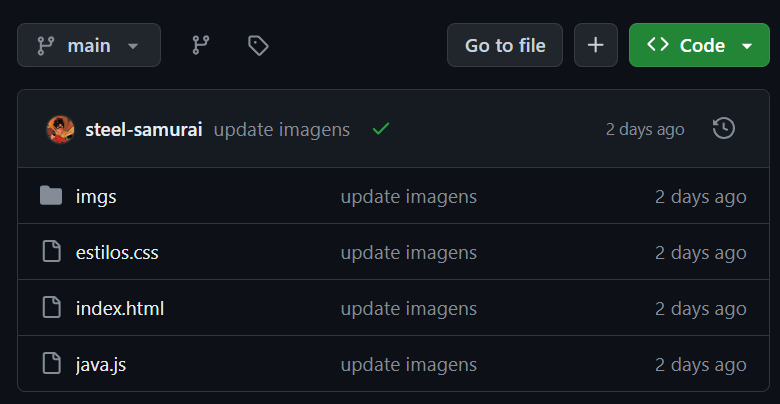 main Go to file Code
steel-samurai update imagens 2 days ago
imgs update imagens 2 days ago
estilos.css update imagens 2 days ago
index.html update imagens 2 days ago
java.js update imagens 2 days ago